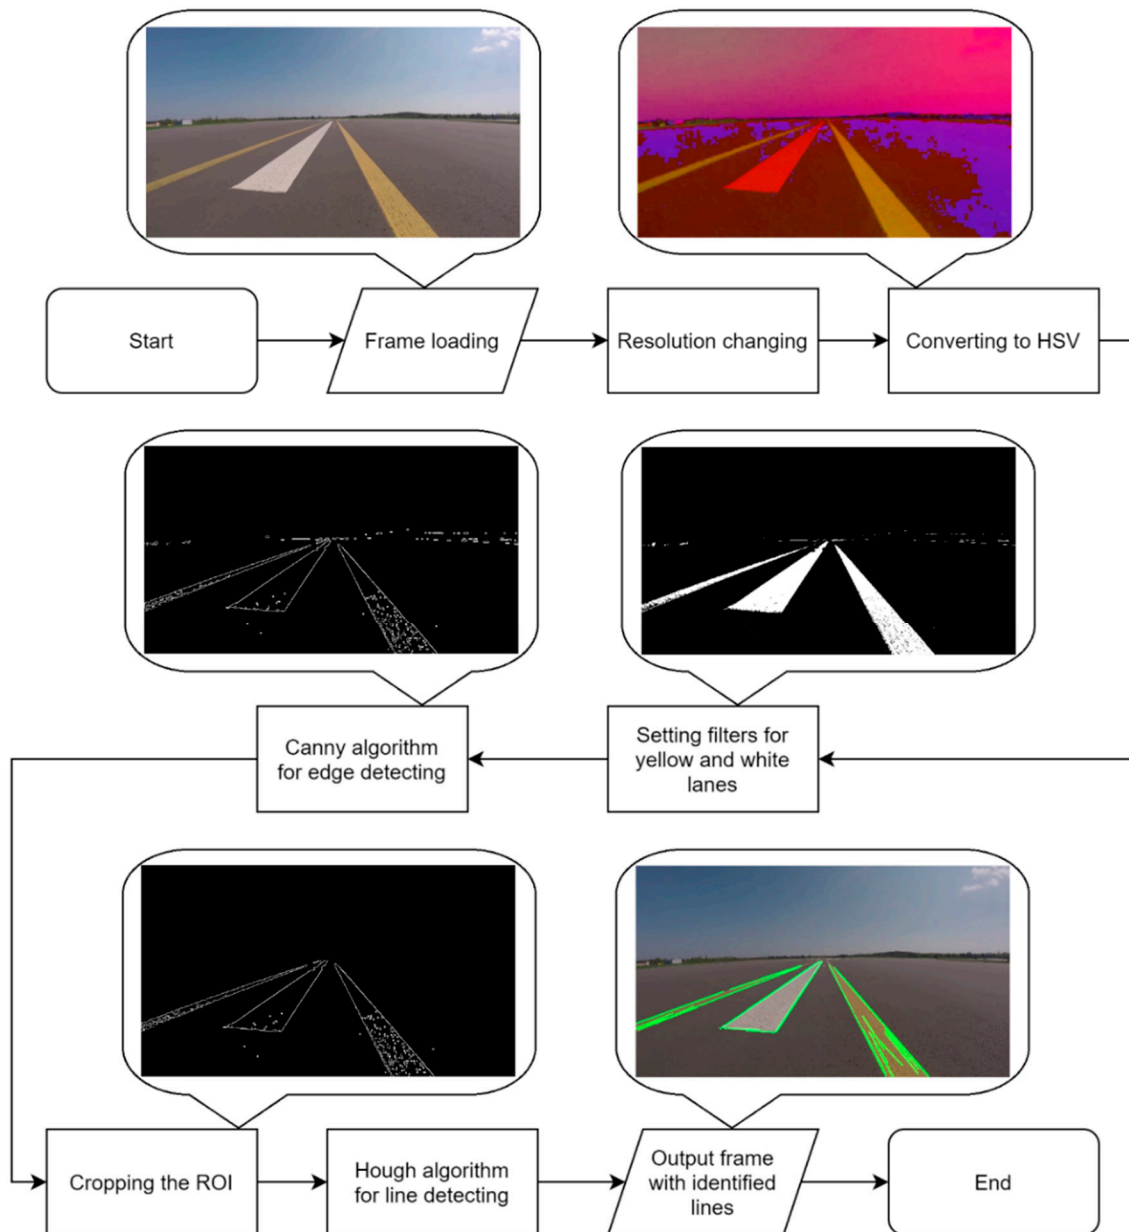 Start
Frame loading
Resolution changing
Converting to HSV
Setting filters for
yellow and white
lanes
Canny algorithm
for edge detecting
Cropping the ROI
Hough algorithm
for line detecting
Output frame
with identified
lines
End